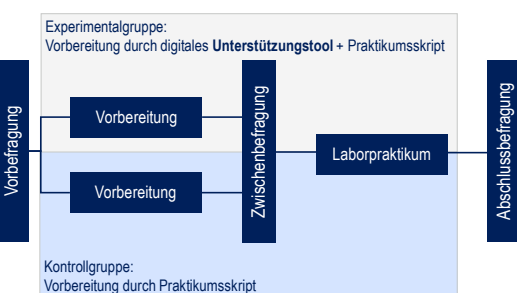 Experimentalgruppe:
Vorbereitung durch digitales Unterstützungstool + Praktikumsskript
Vorbefragung
Vorbereitung
Vorbereitung
Zwischenbefragung
Laborpraktikum
Abschlussbefragung
Kontrollgruppe:
Vorbereitung durch Praktikumsskript